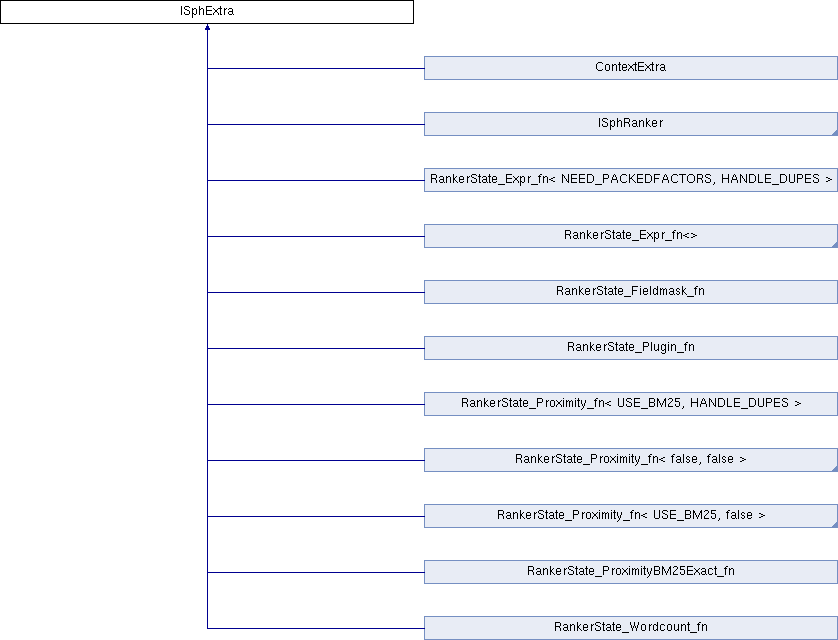 ISphExtra
ContextExtra
ISphRanker
RankerState_Expr_fn< NEED_PACKEDFACTORS, HANDLE_DUPES >
RankerState_Expr_fn<>
RankerState_Fieldmask_fn
RankerState_Plugin_fn
RankerState_Proximity_fn< USE_BM25, HANDLE_DUPES >
RankerState_Proximity_fn< false, false >
RankerState_Proximity_fn< USE_BM25, false >
RankerState_ProximityBM25Exact_fn
RankerState_Wordcount_fn